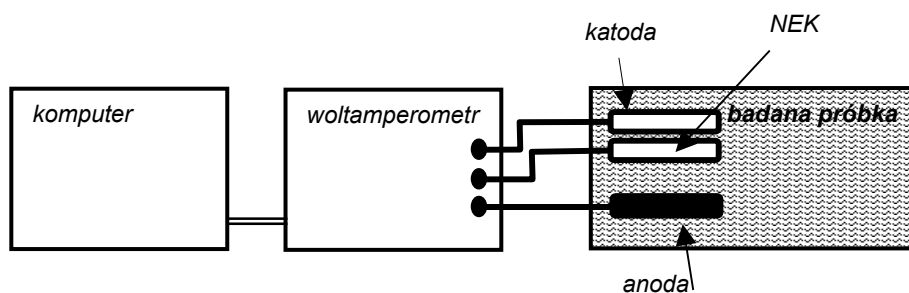 katoda
NEK
komputer
woltamperometr
badana próbka
anoda